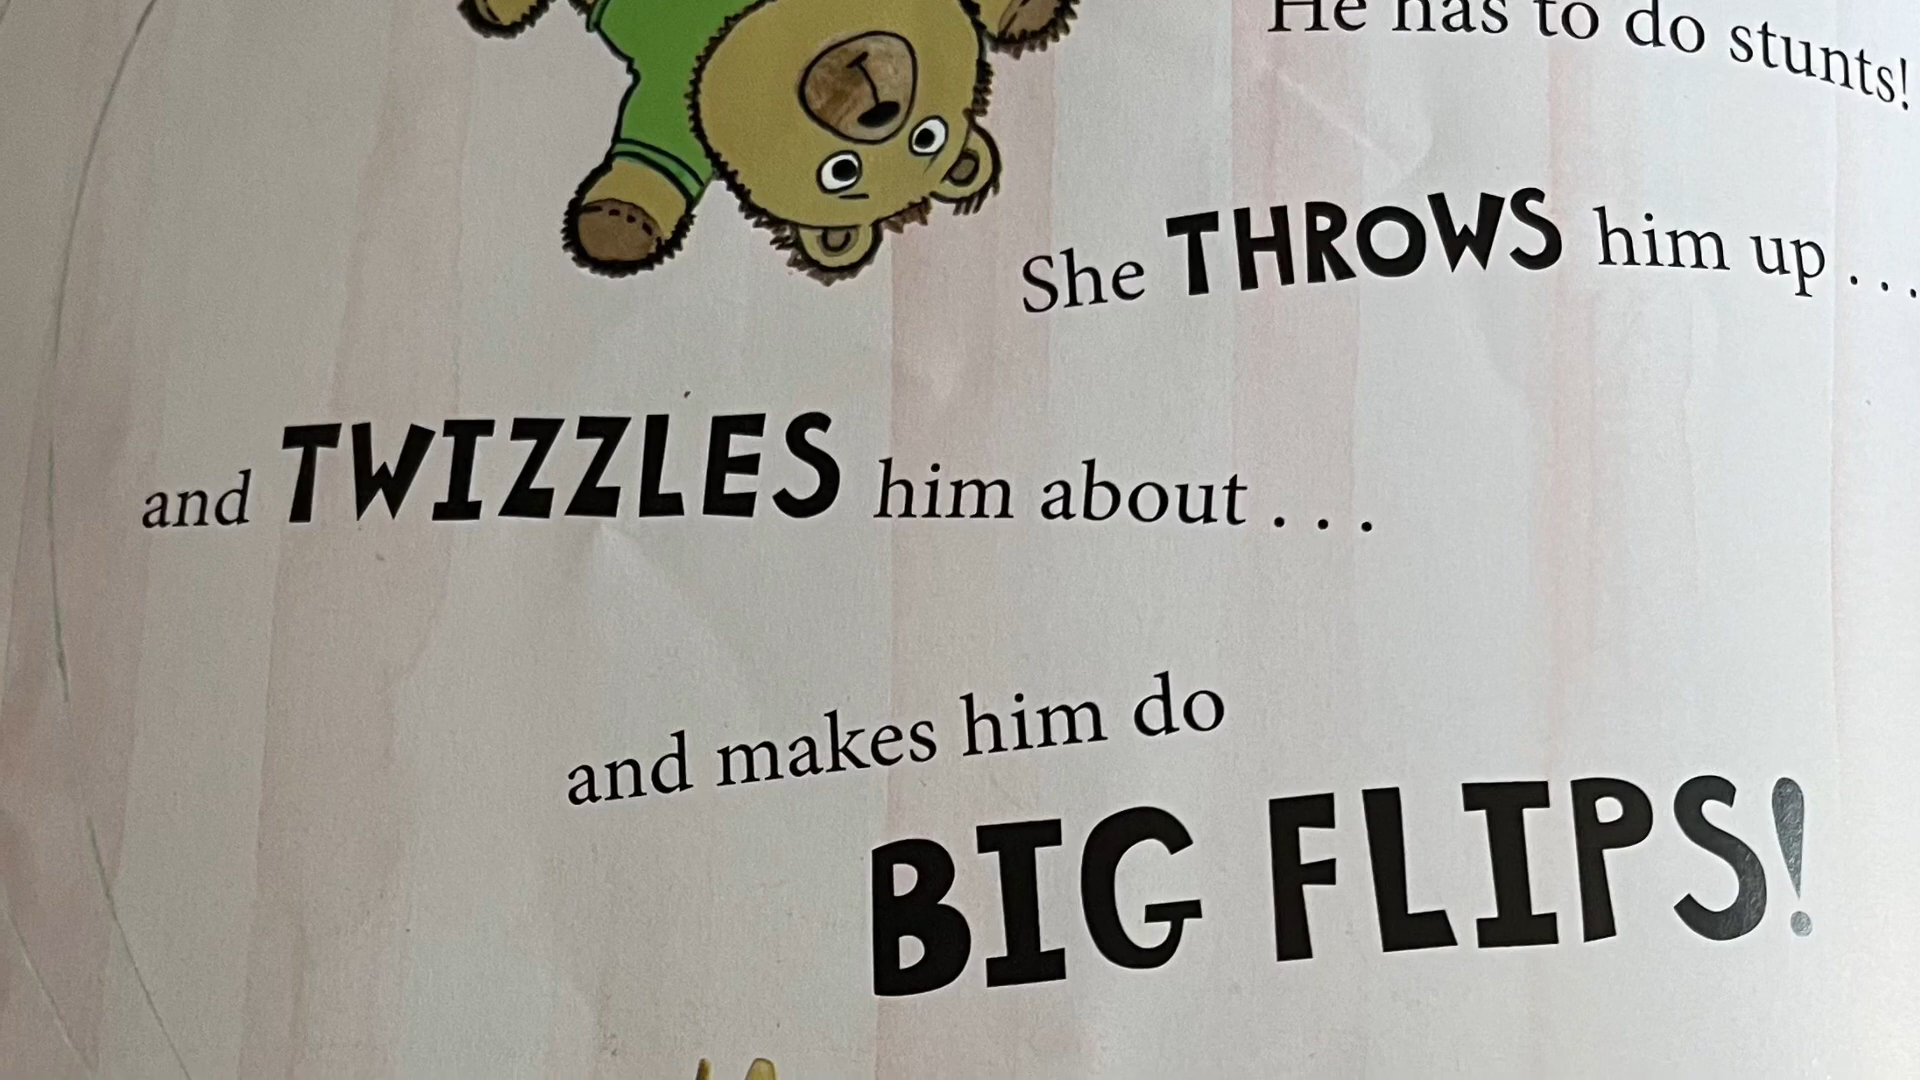 He has to do stunts!
She THROWS him up . . .
and TWIZZLES him about . . .
and makes him do
BIG FLIPS!